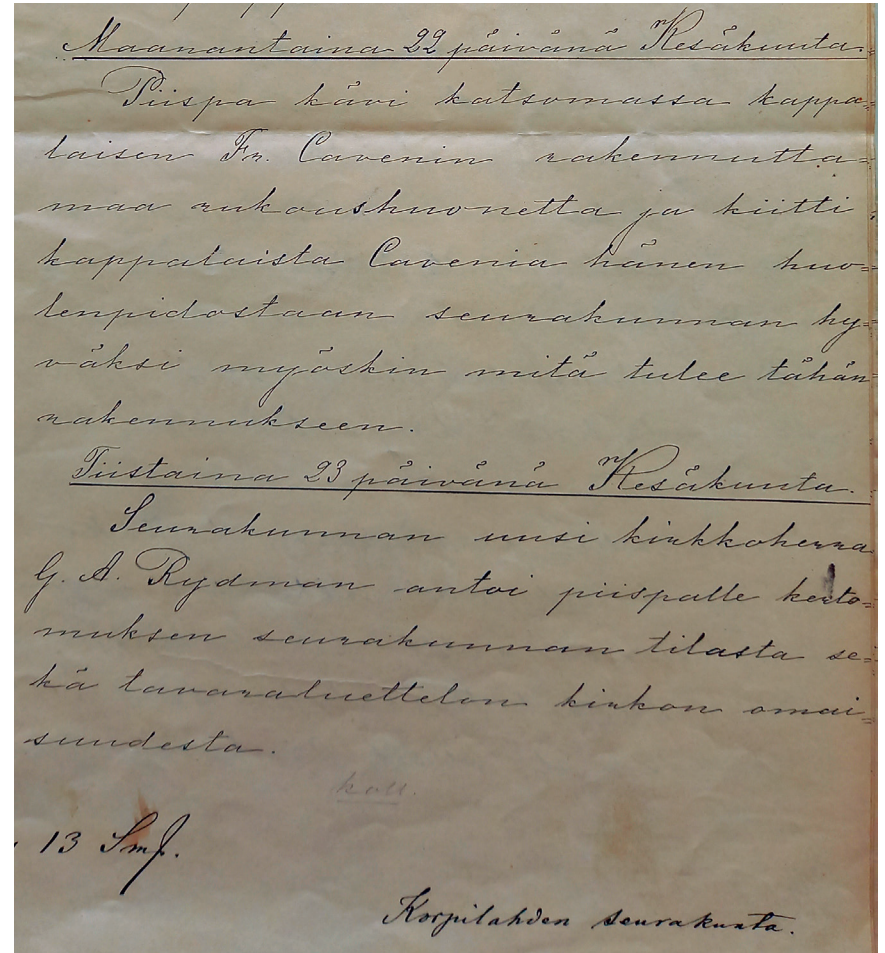 Maanantaina 22 päivänä Kesäkuuta.
Piispa kävi katsomassa kappa=
laisen Fr. Cavenin rakennutta=
maa rukoushuonetta ja kiitti
kappalaista Cavenia hänen huo=
lenpidostaan seurakunnan hy=
väksi myöskin mitä tulee tähän
rakennukseen.
Tiistaina 23 päivänä Kesäkuuta.
Seurakunnan uusi kirkkoherra
G. A. Rydman antoi piispalle kerto=
muksen seurakunnan tilasta se=
kä tavaraluettelon kirkon omai=
suudesta.
koll.
13 Smf.
Korpilahden seurakunta.